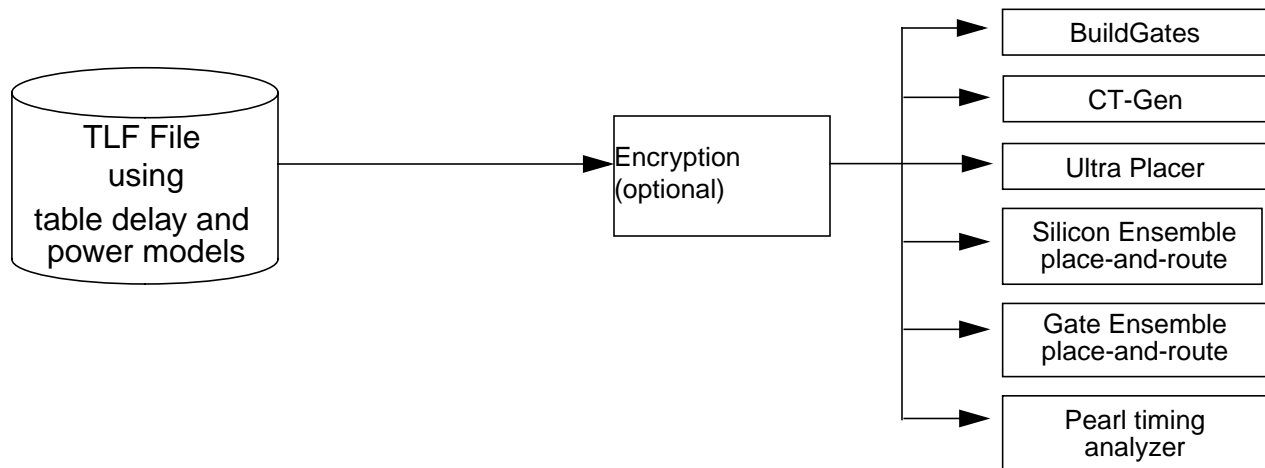 TLF File
using
table delay and
power models
Encryption
(optional)
BuildGates
CT-Gen
Ultra Placer
Silicon Ensemble
place-and-route
Gate Ensemble
place-and-route
Pearl timing
analyzer